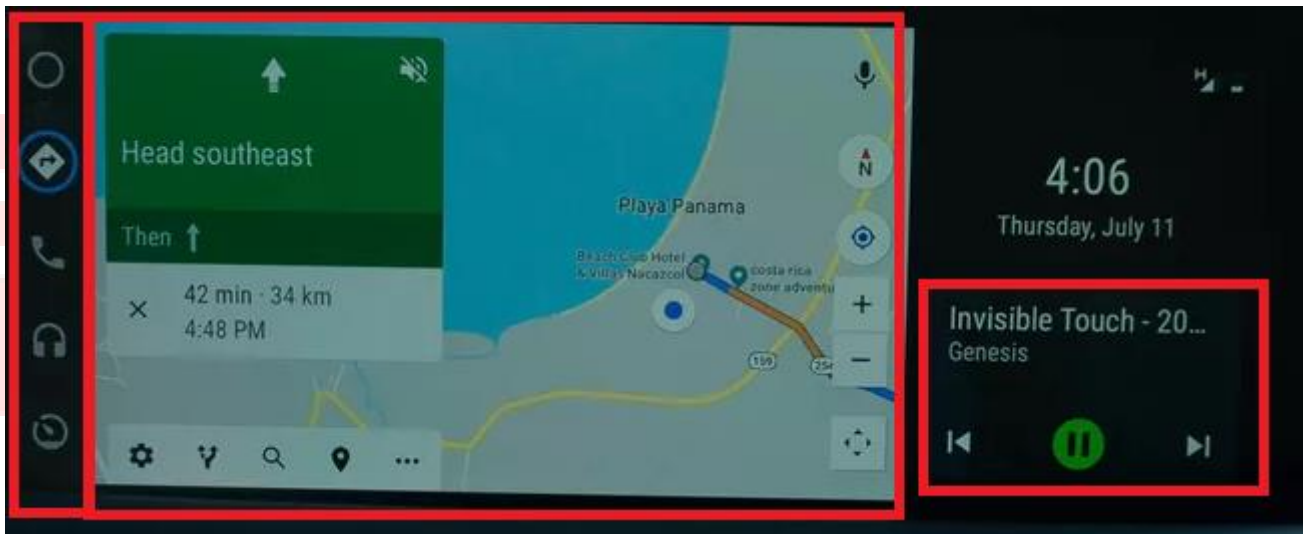 Head southeast
Then
42 min · 34 km
4:48 PM
Playa Panama
Beach Club Hotel
& Villas Nacazcol
costa rica
zone adventu
159
254
N
H
4:06
Thursday, July 11
Invisible Touch - 20...
Genesis